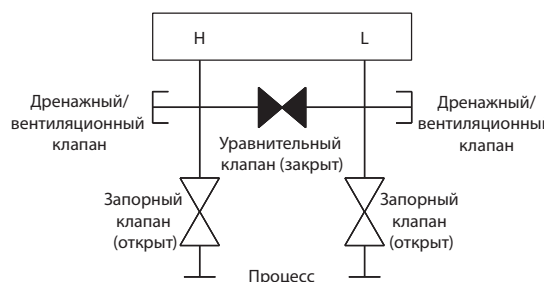 H
L
Дренажный/
вентиляционный
клапан
Уравнительный
клапан (закрыт)
Дренажный/
вентиляционный
клапан
Запорный
клапан
(открыт)
Запорный
клапан
(открыт)
Процесс